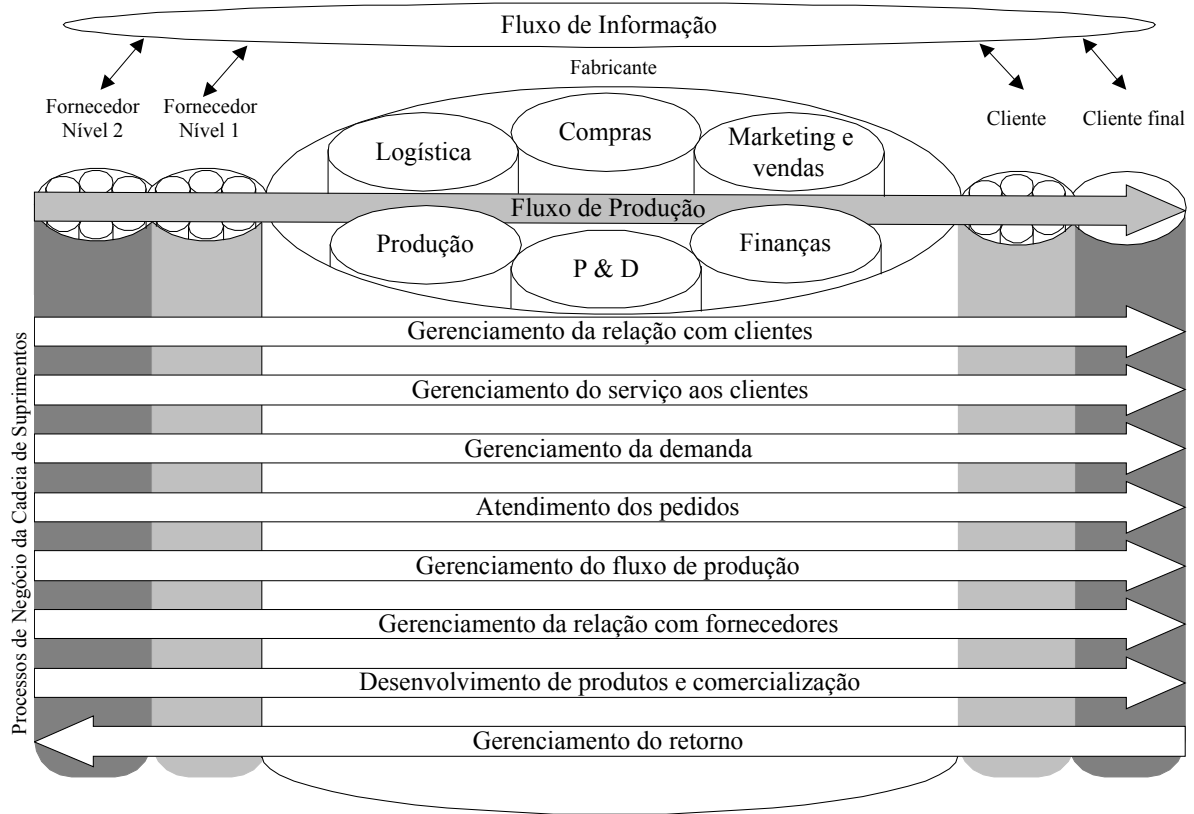 Fluxo de Informação
Fabricante
Fornecedor
Nível 2
Fornecedor
Nível 1
Cliente
Cliente final
Logística
Compras
Marketing e
vendas
Fluxo de Produção
Produção
P & D
Finanças
Processos de Negócio da Cadeia de Suprimentos
Gerenciamento da relação com clientes
Gerenciamento do serviço aos clientes
Gerenciamento da demanda
Atendimento dos pedidos
Gerenciamento do fluxo de produção
Gerenciamento da relação com fornecedores
Desenvolvimento de produtos e comercialização
Gerenciamento do retorno